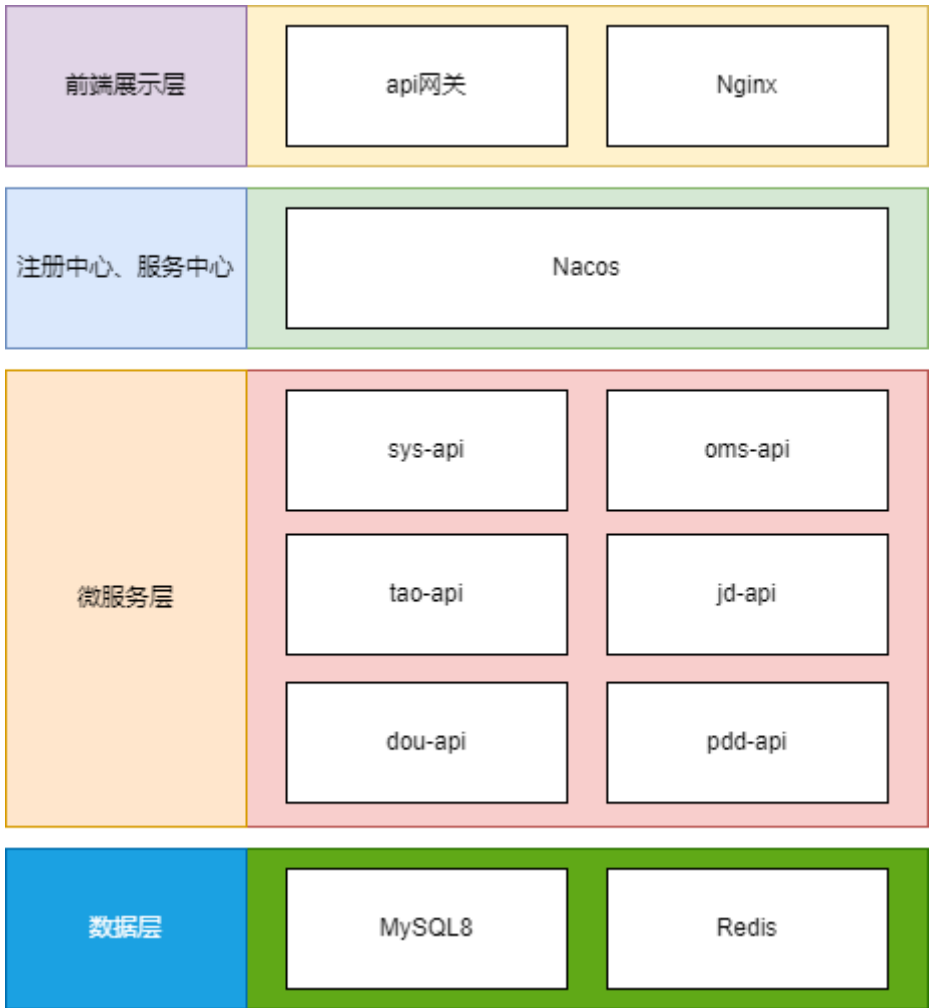 前端展示层
api网关
Nginx
注册中心、服务中心
Nacos
微服务层
sys-api
oms-api
tao-api
jd-api
dou-api
pdd-api
数据层
MySQL8
Redis